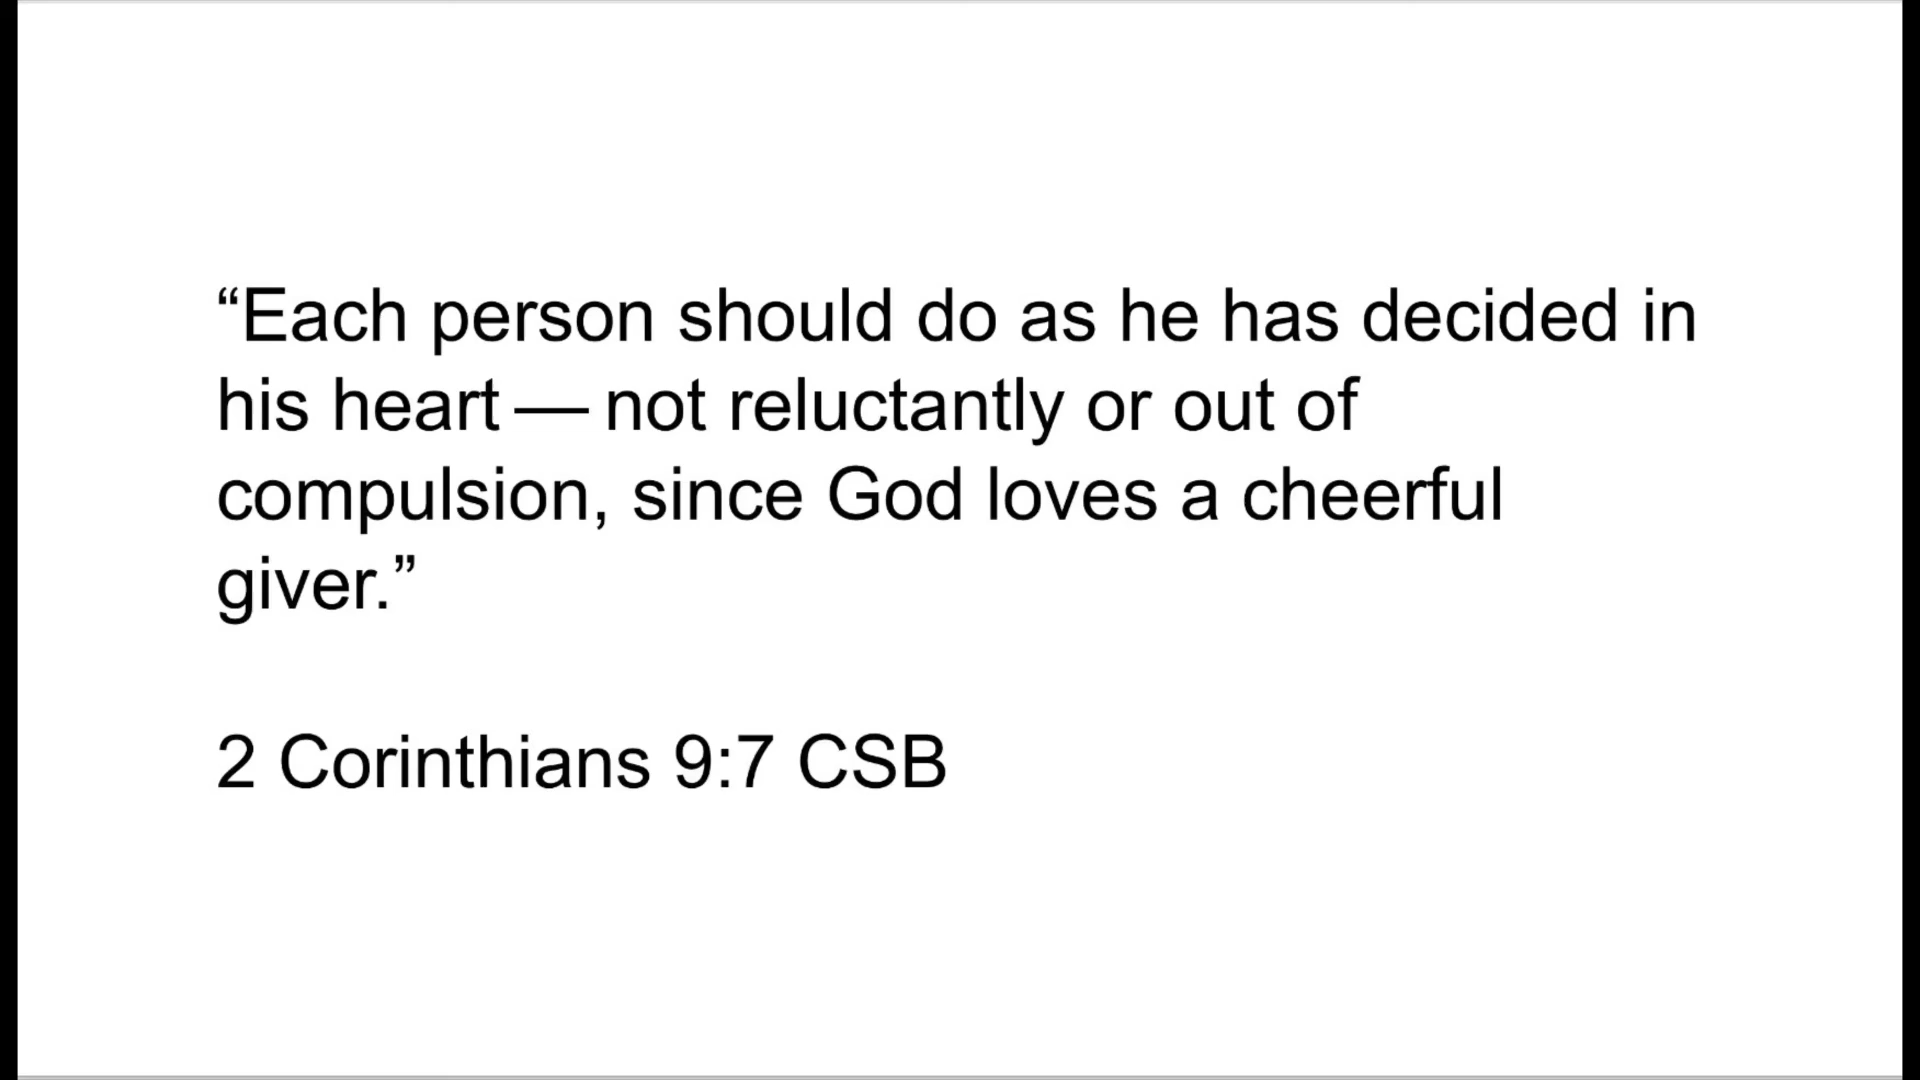 “Each person should do as he has decided in
his heart — not reluctantly or out of
compulsion, since God loves a cheerful
giver.”
2 Corinthians 9:7 CSB